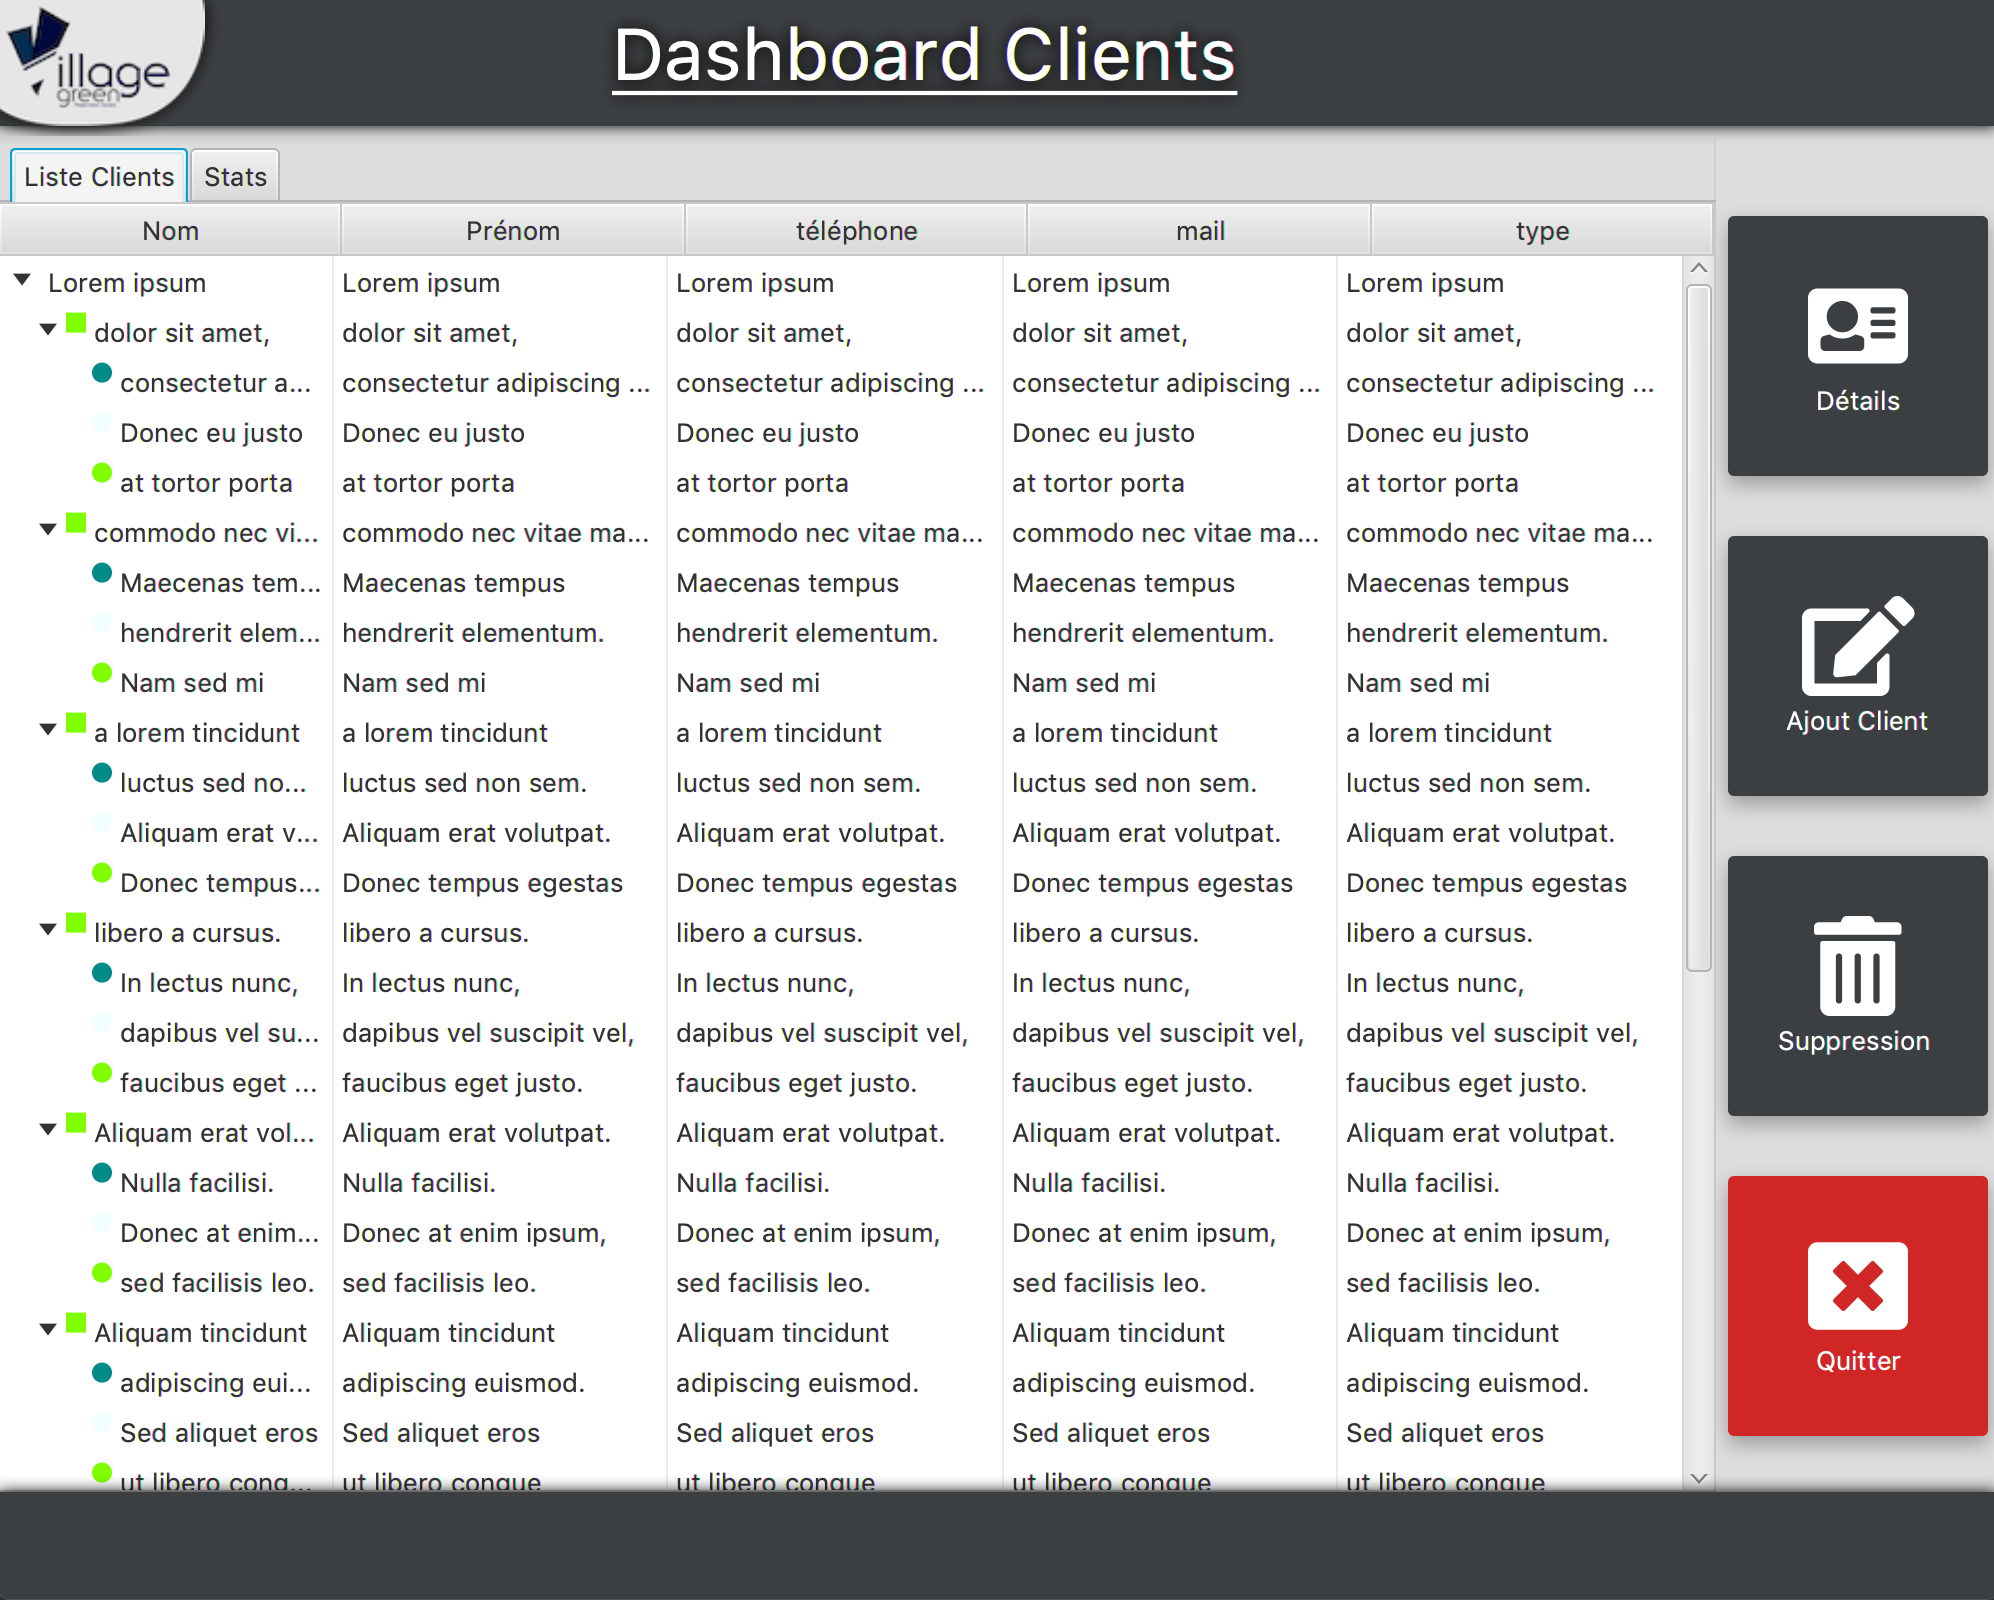 Village
green
Dashboard Clients
Liste Clients Stats
Nom Prénom téléphone mail type
Lorem ipsum Lorem ipsum Lorem ipsum Lorem ipsum Lorem ipsum
dolor sit amet, dolor sit amet, dolor sit amet, dolor sit amet, dolor sit amet,
consectetur a... consectetur adipiscing ... consectetur adipiscing ... consectetur adipiscing ... consectetur adipiscing ...
Donec eu justo Donec eu justo Donec eu justo Donec eu justo Donec eu justo
at tortor porta at tortor porta at tortor porta at tortor porta at tortor porta
commodo nec vi... commodo nec vitae ma... commodo nec vitae ma... commodo nec vitae ma... commodo nec vitae ma...
Maecenas tem... Maecenas tempus Maecenas tempus Maecenas tempus Maecenas tempus
hendrerit elem... hendrerit elementum. hendrerit elementum. hendrerit elementum. hendrerit elementum.
Nam sed mi Nam sed mi Nam sed mi Nam sed mi Nam sed mi
a lorem tincidunt a lorem tincidunt a lorem tincidunt a lorem tincidunt a lorem tincidunt
luctus sed no... luctus sed non sem. luctus sed non sem. luctus sed non sem. luctus sed non sem.
Aliquam erat v... Aliquam erat volutpat. Aliquam erat volutpat. Aliquam erat volutpat. Aliquam erat volutpat.
Donec tempus... Donec tempus egestas Donec tempus egestas Donec tempus egestas Donec tempus egestas
libero a cursus. libero a cursus. libero a cursus. libero a cursus. libero a cursus.
In lectus nunc, In lectus nunc, In lectus nunc, In lectus nunc, In lectus nunc,
dapibus vel su... dapibus vel suscipit vel, dapibus vel suscipit vel, dapibus vel suscipit vel, dapibus vel suscipit vel,
faucibus eget ... faucibus eget justo. faucibus eget justo. faucibus eget justo. faucibus eget justo.
Aliquam erat vol... Aliquam erat volutpat. Aliquam erat volutpat. Aliquam erat volutpat. Aliquam erat volutpat.
Nulla facilisi. Nulla facilisi. Nulla facilisi. Nulla facilisi. Nulla facilisi.
Donec at enim... Donec at enim ipsum, Donec at enim ipsum, Donec at enim ipsum, Donec at enim ipsum,
sed facilisis leo. sed facilisis leo. sed facilisis leo. sed facilisis leo. sed facilisis leo.
Aliquam tincidunt Aliquam tincidunt Aliquam tincidunt Aliquam tincidunt Aliquam tincidunt
adipiscing eui... adipiscing euismod. adipiscing euismod. adipiscing euismod. adipiscing euismod.
Sed aliquet eros Sed aliquet eros Sed aliquet eros Sed aliquet eros Sed aliquet eros
ut libero cong... ut libero congue ut libero congue ut libero congue ut libero congue
Détails
Ajout Client
Suppression
Quitter